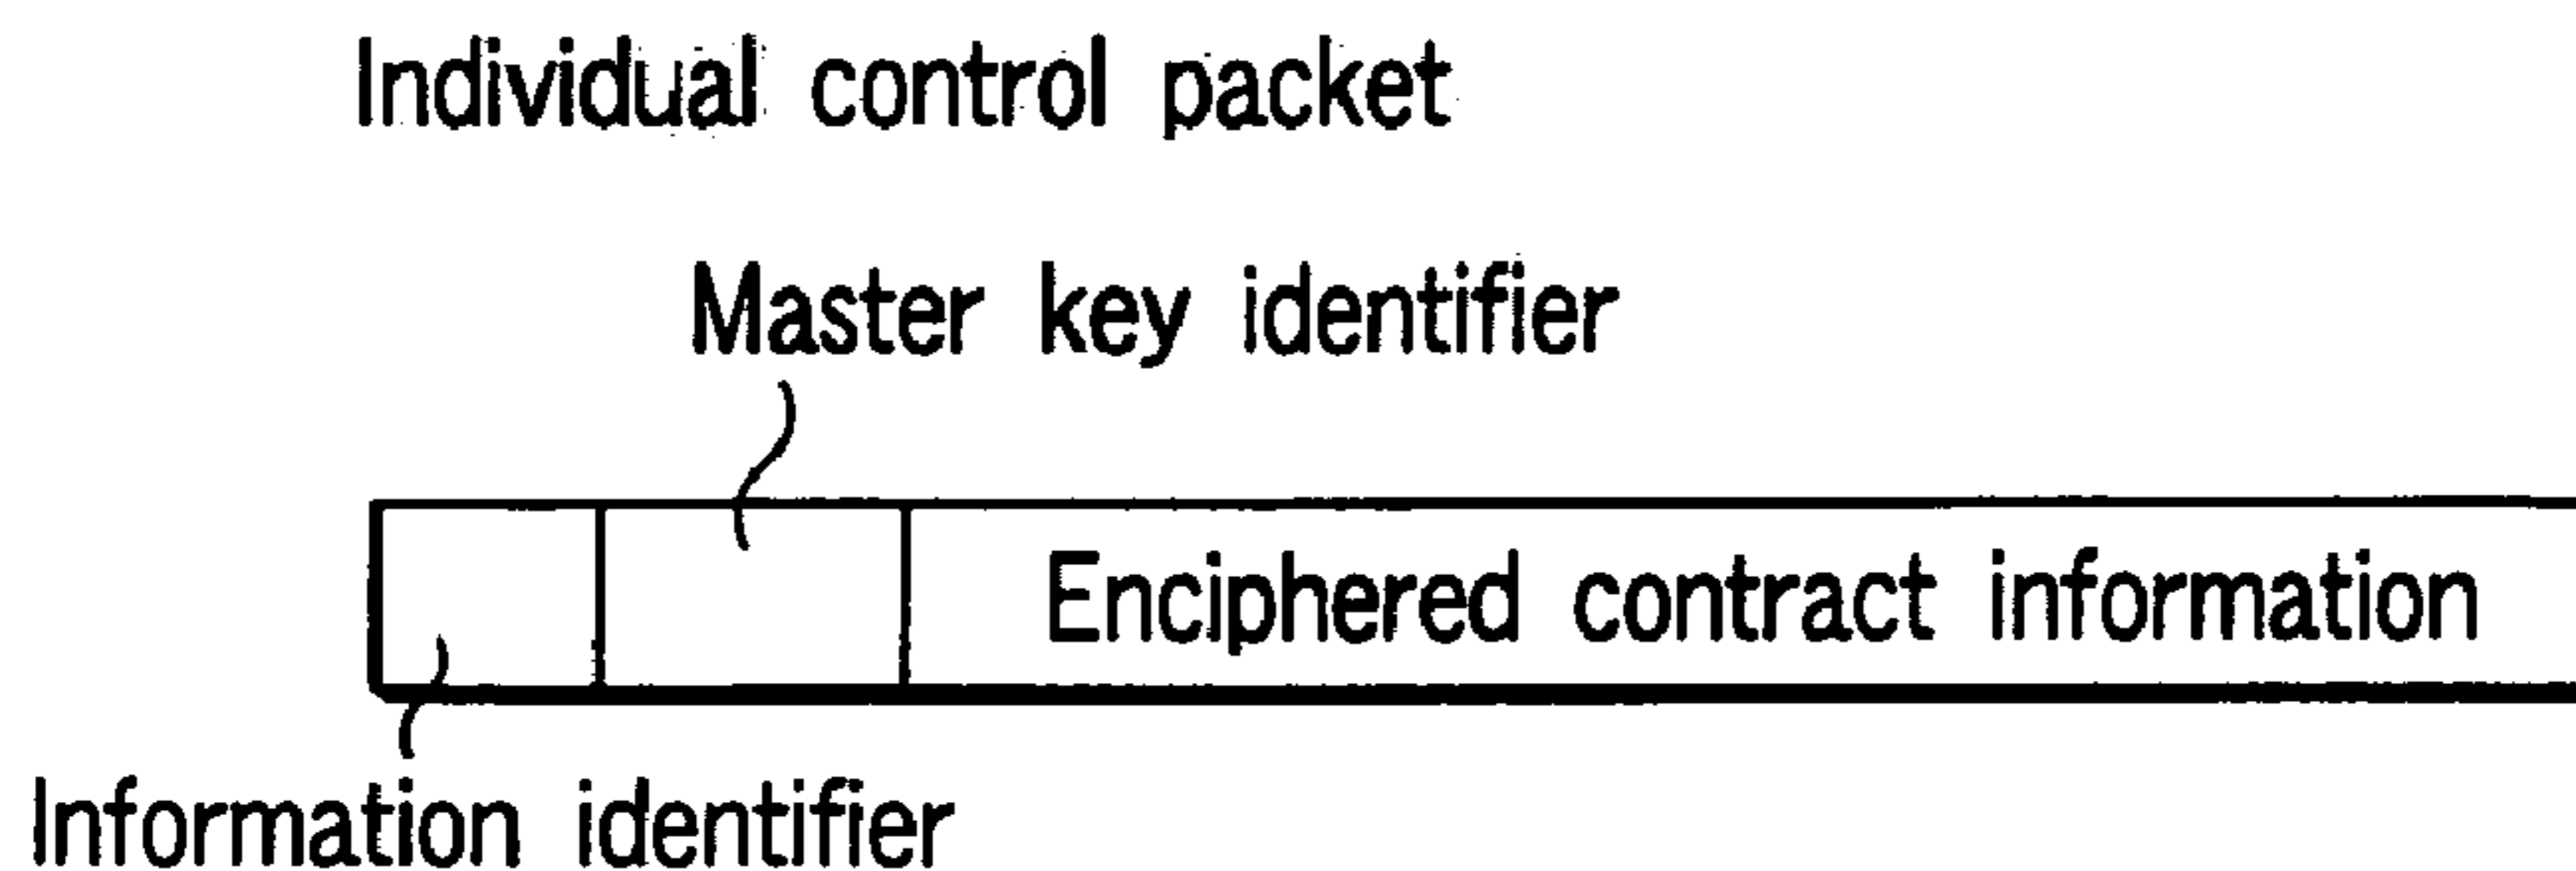 Individual control packet
Master key identifier
Enciphered contract information
Information identifier